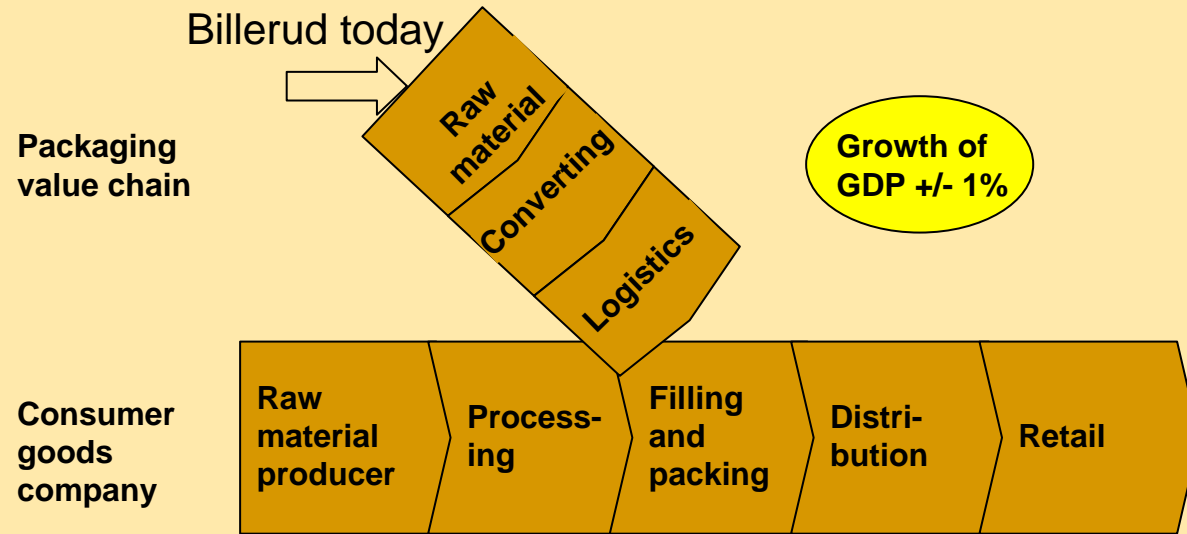 Billerud today
Packaging
value chain
Raw
material
Converting
Logistics
Growth of
GDP +/- 1%
Consumer
goods
company
Raw
material
producer
Process-
ing
Filling
and
packing
Distri-
bution
Retail